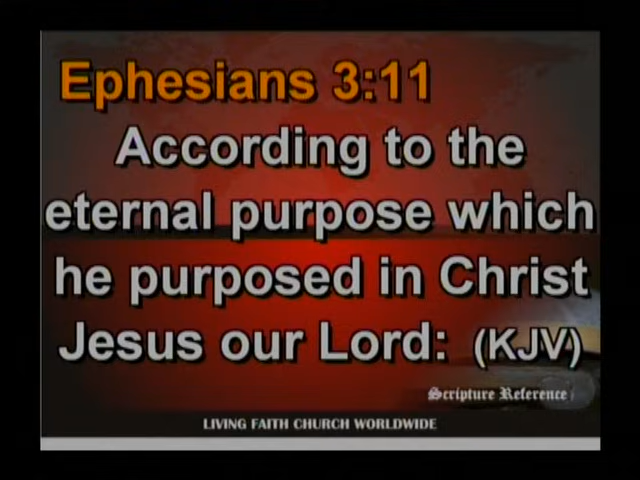 Ephesians 3:11
According to the
eternal purpose which
he purposed in Christ
Jesus our Lord: (KJV)
Scripture Reference
LIVING FAITH CHURCH WORLDWIDE